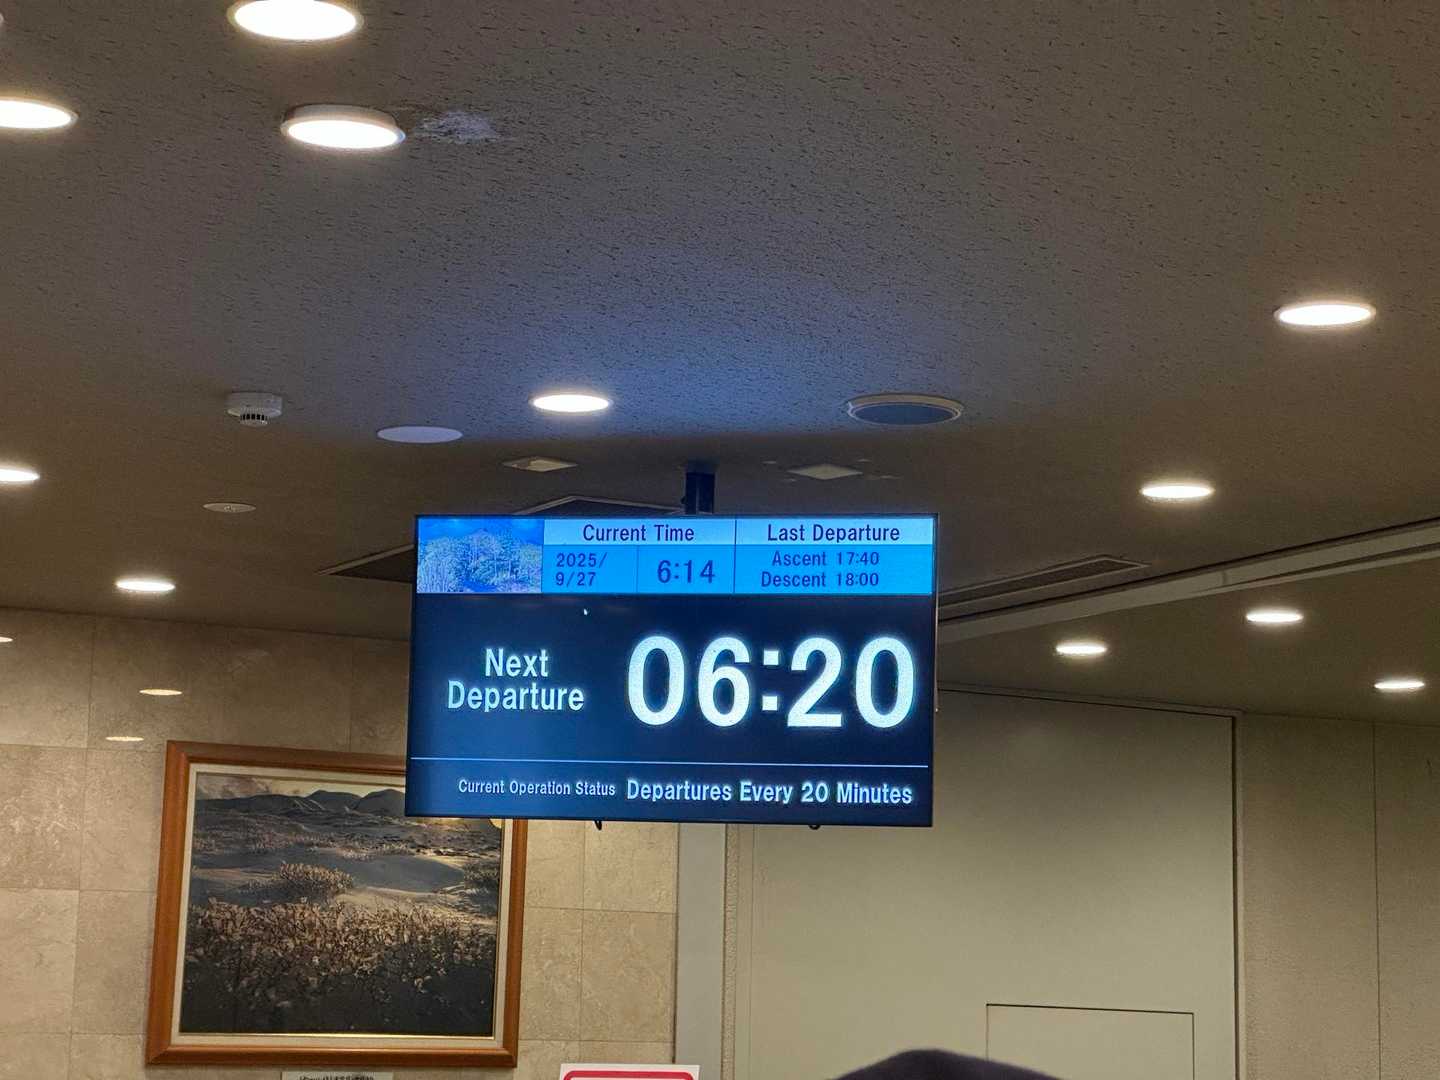 Current Time
Last Departure
2025/
9/27
6:14
Ascent 17:40
Descent 18:00
Next
Departure
06:20
Current Operation Status Departures Every 20 Minutes